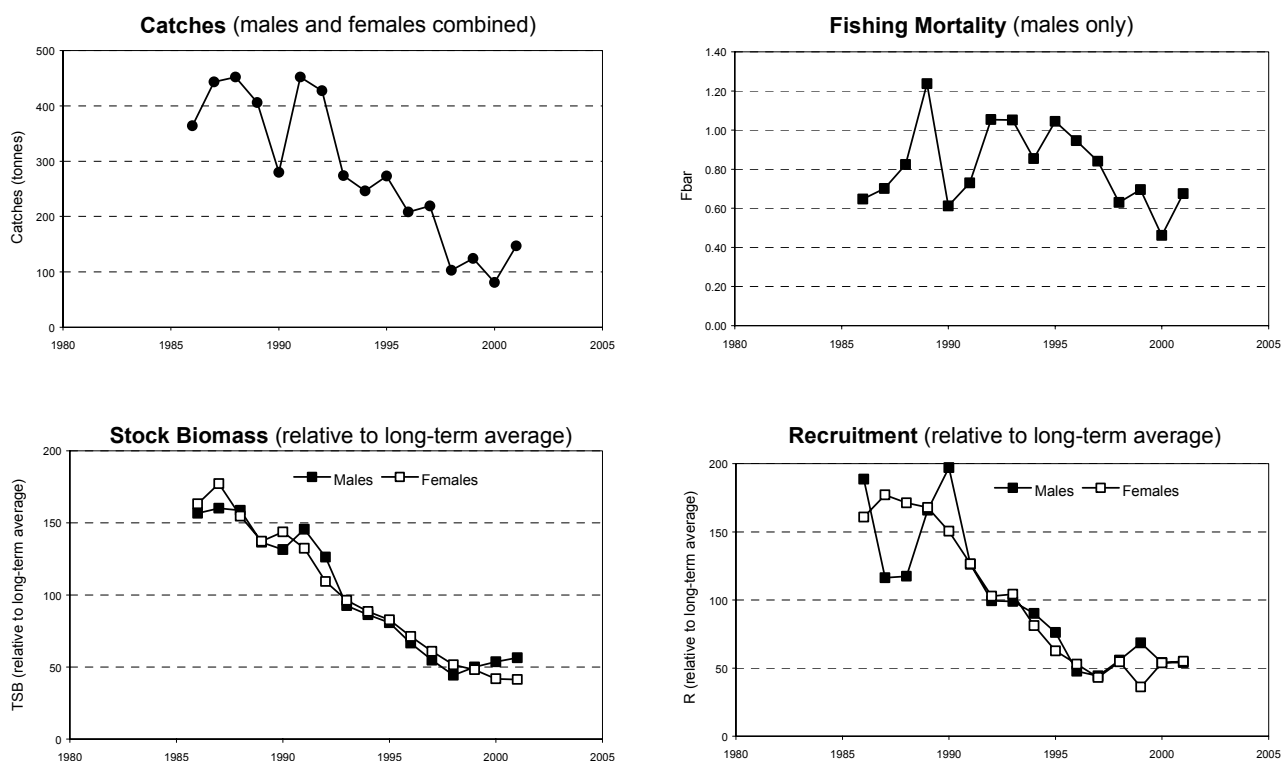 Catches (males and females combined)
500
400
300
200
100
0
Catches (tonnes)
1980 1985 1990 1995 2000 2005
Fishing Mortality (males only)
1.40
1.20
1.00
0.80
0.60
0.40
0.20
0.00
Fbar
1980 1985 1990 1995 2000 2005
Stock Biomass (relative to long-term average)
200
150
100
50
0
TSB (relative to long-term average)
Males Females
1980 1985 1990 1995 2000 2005
Recruitment (relative to long-term average)
200
150
100
50
0
R (relative to long-term average)
Males Females
1980 1985 1990 1995 2000 2005